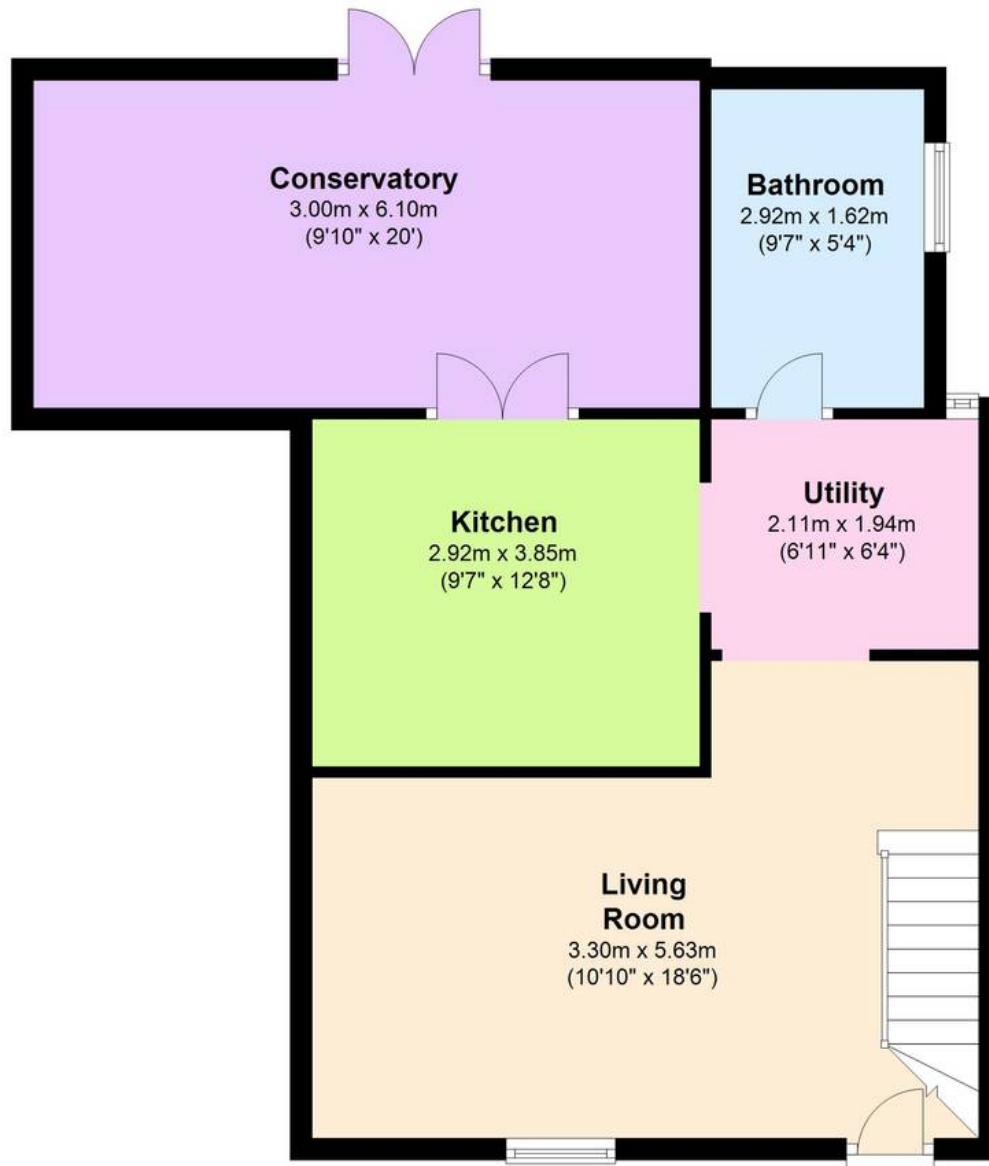 Conservatory
3.00m x 6.10m
(9'10" x 20')
Bathroom
2.92m x 1.62m
(9'7" x 5'4")
Kitchen
2.92m x 3.85m
(9'7" x 12'8")
Utility
2.11m x 1.94m
(6'11" x 6'4")
Living
Room
3.30m x 5.63m
(10'10" x 18'6")